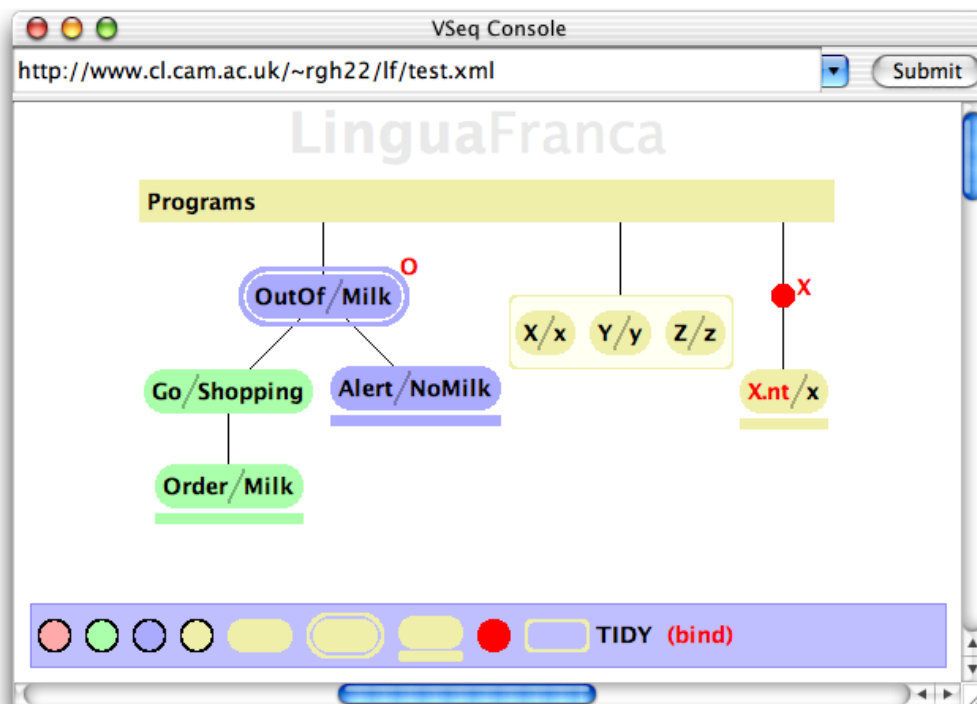 VSeq Console
http://www.cl.cam.ac.uk/~rgh22/lf/test.xml
Submit
LinguaFranca
Programs
O
OutOf/Milk
X
X/x Y/y Z/z
Go/Shopping
Alert/NoMilk
X.nt/x
Order/Milk
TIDY (bind)